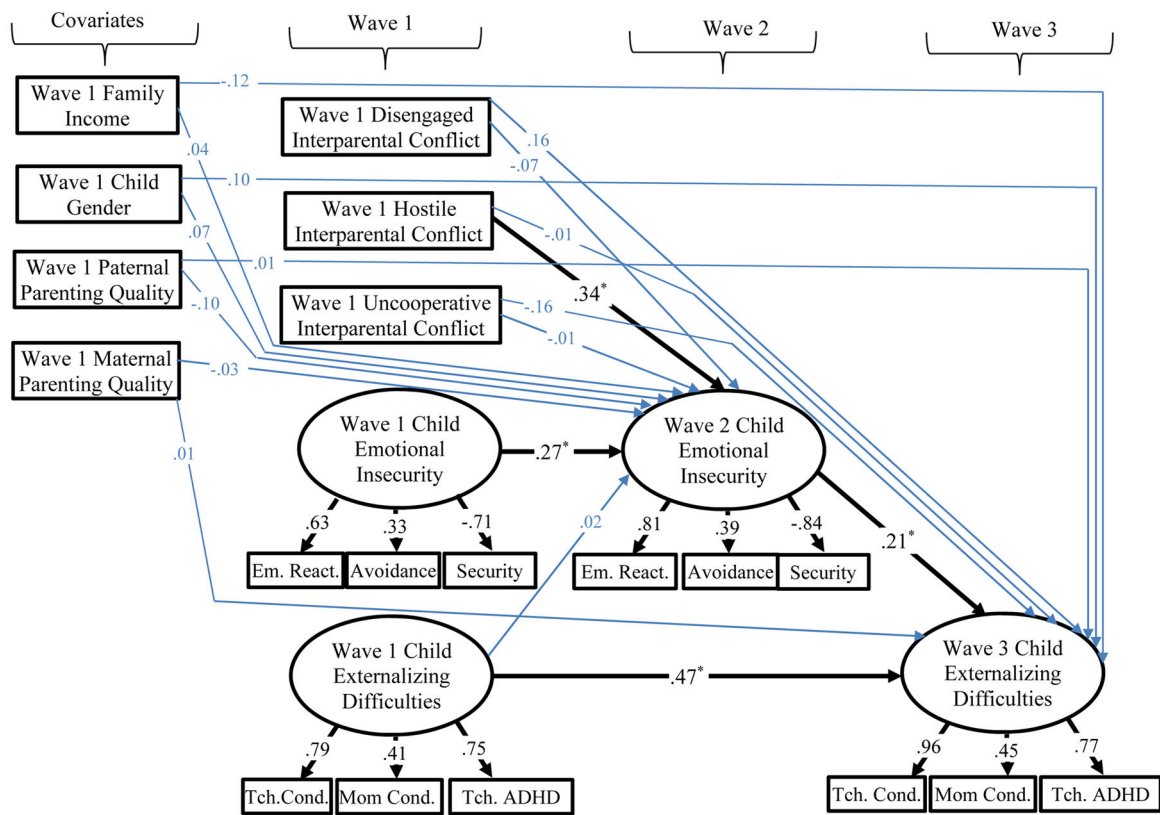 Covariates
Wave 1
Wave 2
Wave 3
Wave 1 Family
Income
Wave 1 Child
Gender
Wave 1 Paternal
Parenting Quality
Wave 1 Maternal
Parenting Quality
Wave 1 Disengaged
Interparental Conflict
Wave 1 Hostile
Interparental Conflict
Wave 1 Uncooperative
Interparental Conflict
-.12
.04
.10
.07
.01
-.10
-.03
.01
.16
-.07
-.01
.34*
-.16
-.01
Wave 1 Child
Emotional
Insecurity
.27*
Wave 2 Child
Emotional
Insecurity
.63
.33
-.71
Em. React.
Avoidance
Security
.02
.81
.39
-.84
Em. React.
Avoidance
Security
.21*
Wave 1 Child
Externalizing
Difficulties
.47*
Wave 3 Child
Externalizing
Difficulties
.79
.41
.75
Tch.Cond.
Mom Cond.
Tch. ADHD
.96
.45
.77
Tch. Cond.
Mom Cond.
Tch. ADHD